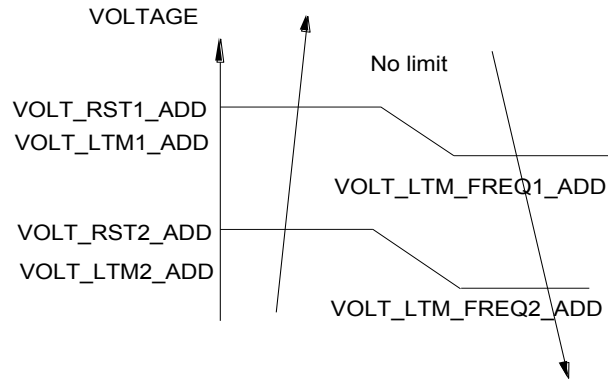 VOLTAGE
No limit
VOLT_RST1_ADD
VOLT_LTM1_ADD
VOLT_LTM_FREQ1_ADD
VOLT_RST2_ADD
VOLT_LTM2_ADD
VOLT_LTM_FREQ2_ADD